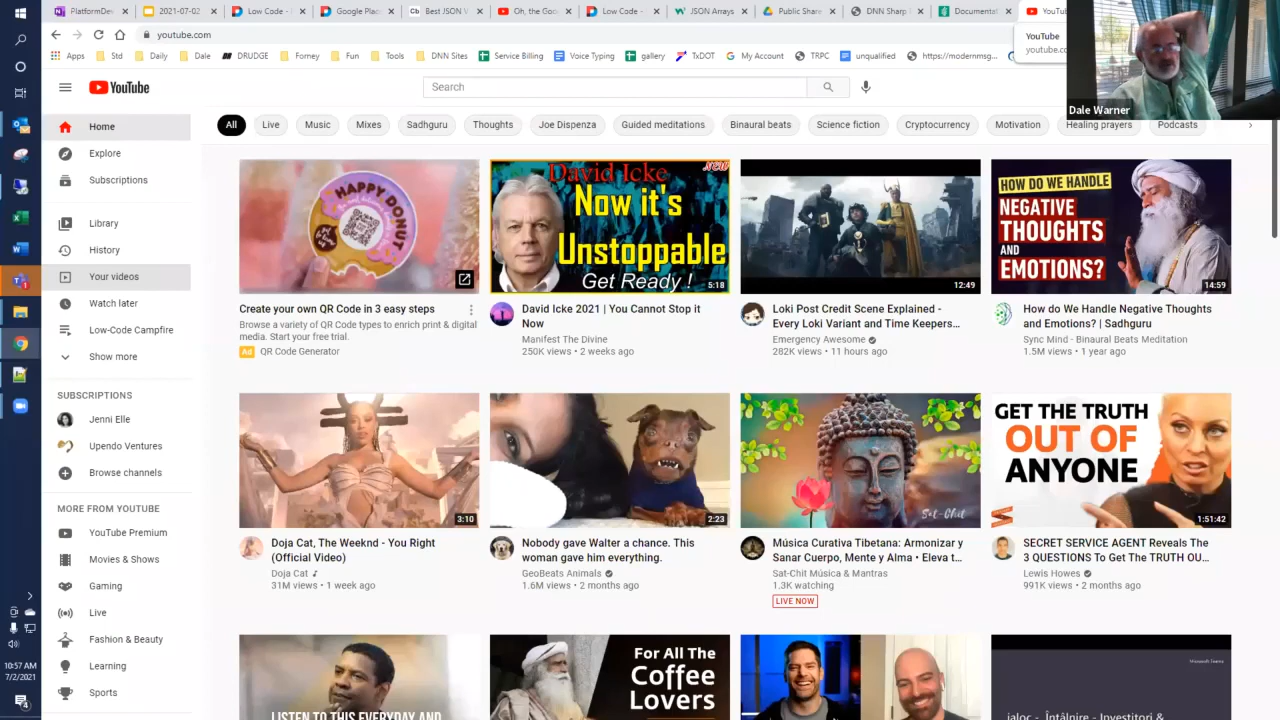 PlatformDev
2021-07-02
Low Code -
Google Plac
Best JSON V
Oh, the Goo
Low Code -
JSON Arrays
Public Share
DNN Sharp
Documental
YouTu
youtube.com
YouTube
youtube.co
Apps
Std
Daily
Dale
DRUDGE
Forney
Fun
Tools
DNN Sites
Service Billing
Voice Typing
gallery
TxDOT
My Account
TRPC
unqualified
https://modernmsg...
Dale Warner
YouTube
Search
All
Live
Music
Mixes
Sadhguru
Thoughts
Joe Dispenza
Guided meditations
Binaural beats
Science fiction
Cryptocurrency
Motivation
Healing prayers
Podcasts
Home
Explore
Subscriptions
Library
History
Your videos
Watch later
Low-Code Campfire
Show more
SUBSCRIPTIONS
Jenni Elle
Upendo Ventures
Browse channels
MORE FROM YOUTUBE
YouTube Premium
Movies & Shows
Gaming
Live
Fashion & Beauty
Learning
Sports
HAPPY DONUT
Create your own QR Code in 3 easy steps
Browse a variety of QR Code types to enrich print & digital
media. Start your free trial.
Ad QR Code Generator
David Icke
NEW
Now it's
Unstoppable
Get Ready !
5:18
David Icke 2021 | You Cannot Stop it
Now
Manifest The Divine
250K views • 2 weeks ago
12:49
Loki Post Credit Scene Explained -
Every Loki Variant and Time Keepers...
Emergency Awesome
282K views • 11 hours ago
HOW DO WE HANDLE
NEGATIVE
THOUGHTS
AND
EMOTIONS?
14:59
How do We Handle Negative Thoughts
and Emotions? | Sadhguru
Sync Mind - Binaural Beats Meditation
1.5M views • 1 year ago
3:10
Doja Cat, The Weeknd - You Right
(Official Video)
Doja Cat
31M views • 1 week ago
2:23
Nobody gave Walter a chance. This
woman gave him everything.
GeoBeats Animals
1.6M views • 2 months ago
Sat-Chit
Música Curativa Tibetana: Armonizar y
Sanar Cuerpo, Mente y Alma • Eleva t...
Sat-Chit Música & Mantras
1.3K watching
LIVE NOW
GET THE TRUTH
OUT OF
ANYONE
1:51:42
SECRET SERVICE AGENT Reveals The
3 QUESTIONS To Get The TRUTH OU...
Lewis Howes
991K views • 2 months ago
LISTEN TO THIS EVERYDAY AND
For All The
Coffee
Lovers
Microsoft Teams
jaloc - Întâlnire - Investitori &
10:57 AM
7/2/2021
4